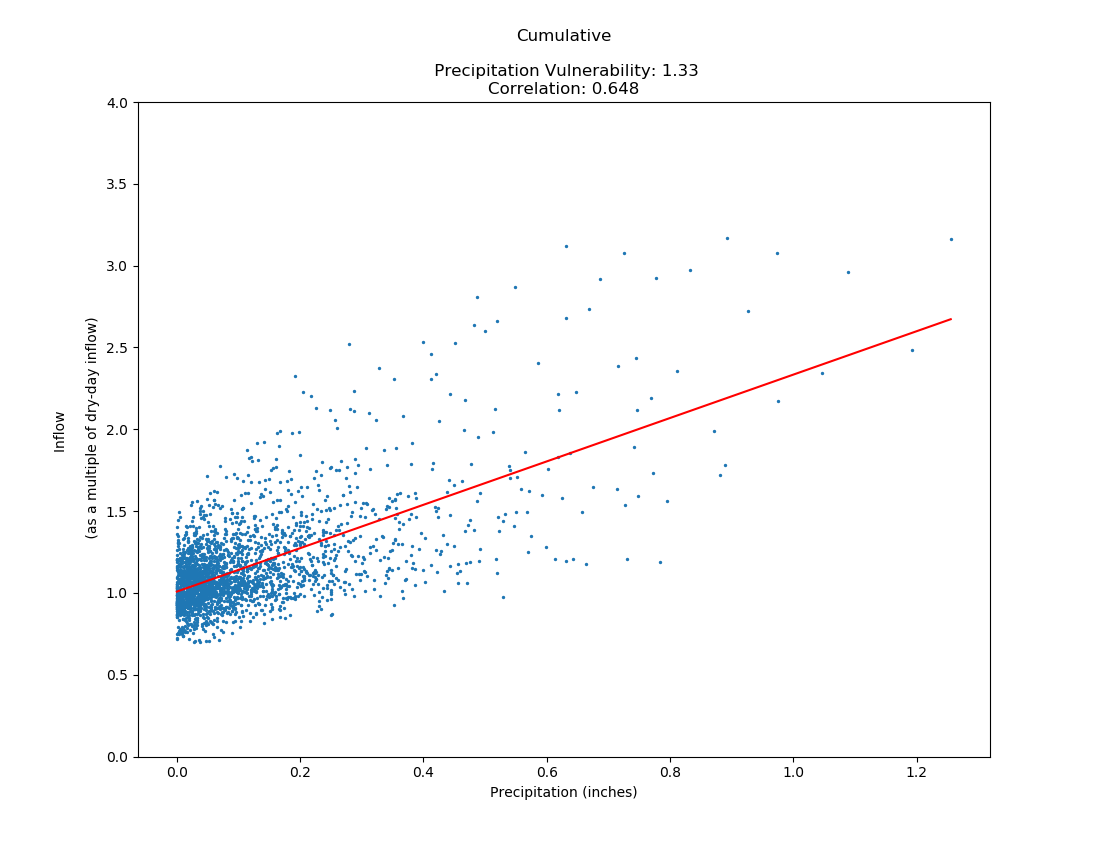 Cumulative
Precipitation Vulnerability: 1.33
Correlation: 0.648
4.0
3.5
3.0
2.5
2.0
1.5
1.0
0.5
0.0
Inflow
(as a multiple of dry-day inflow)
0.0 0.2 0.4 0.6 0.8 1.0 1.2
Precipitation (inches)